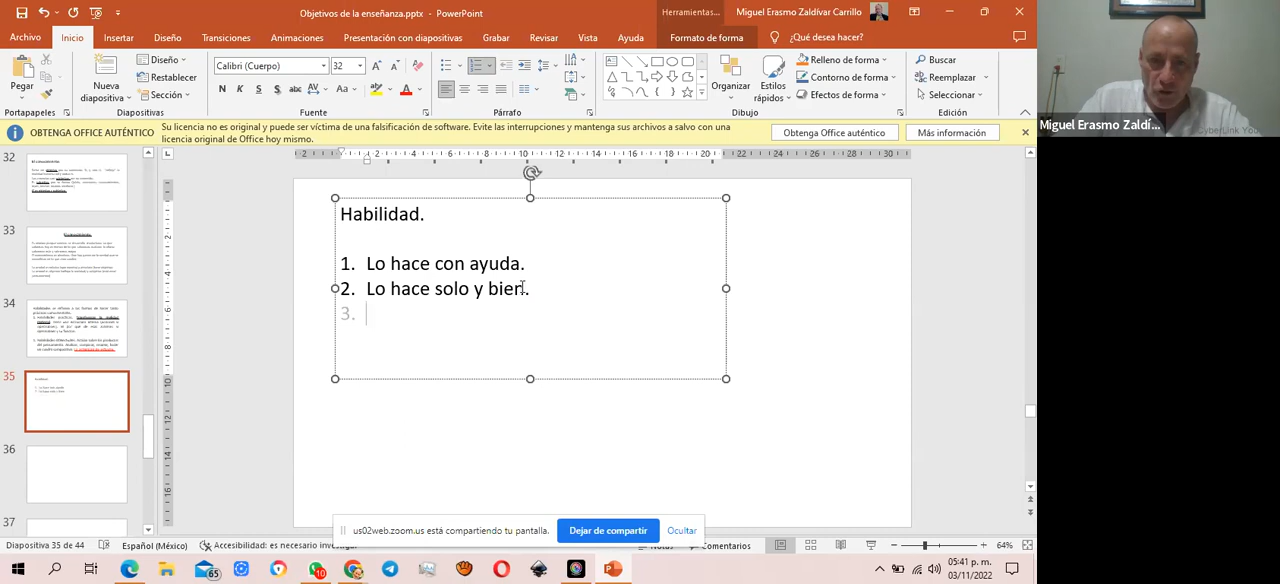 Objetivos de la enseñanza.pptx - PowerPoint
Herramientas...
Miguel Erasmo Zaldívar Carrillo
Archivo
Inicio
Insertar
Diseño
Transiciones
Animaciones
Presentación con diapositivas
Grabar
Revisar
Vista
Ayuda
Formato de forma
¿Qué desea hacer?
Pegar
Nueva
diapositiva
Diseño
Restablecer
Sección
Calibri (Cuerpo)
32
N K S S abc AV Aa A
Organizar
Estilos
rápidos
Relleno de forma
Contorno de forma
Efectos de forma
Buscar
Reemplazar
Seleccionar
Portapapeles
Diapositivas
Fuente
Párrafo
Dibujo
Edición
OBTENGA OFFICE AUTÉNTICO
Su licencia no es original y puede ser víctima de una falsificación de software. Evite las interrupciones y mantenga sus archivos a salvo con una
licencia original de Office hoy mismo.
Obtenga Office auténtico
Más información
Miguel Erasmo Zaldí...
32
33
34
35
36
37
Habilidad.
1. Lo hace con ayuda.
2. Lo hace solo y bien.
3.
us02web.zoom.us está compartiendo tu pantalla.
Dejar de compartir
Ocultar
Diapositiva 35 de 44
Español (México)
Accesibilidad: es necesario investigar
Notas
Comentarios
64%
65
10
05:41 p. m.
03/11/2022